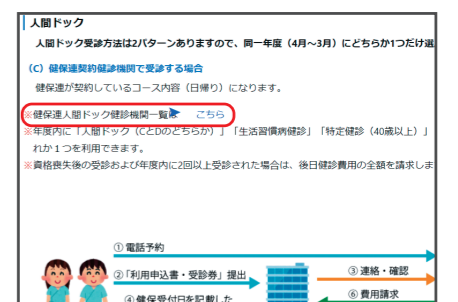 人間ドック
人間ドック受診方法は2パターンありますので、同一年度（4月～3月）にどちらか1つだけ選
（C）健保連契約健診機関で受診する場合
健保連が契約しているコース内容（日帰り）になります。
※健保連人間ドック健診機関一覧は こちら
※年度内に「人間ドック（CとDのどちらか）」「生活習慣病健診」「特定健診（40歳以上）」
れか1つを利用できます。
※資格喪失後の受診および年度内に2回以上受診された場合は、後日健診費用の全額を請求しま
①電話予約
②「利用申込書・受診券」提出
③連絡・確認
④健保受付日を記載した
⑥費用請求